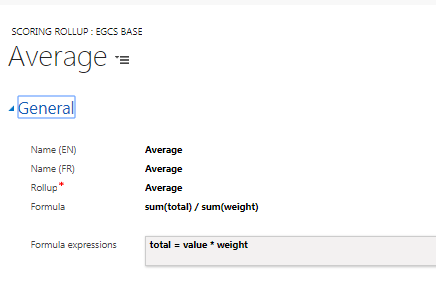 SCORING ROLLUP : EGCS BASE
Average
General
Name (EN) Average
Name (FR) Average
Rollup* Average
Formula sum(total) / sum(weight)
Formula expressions total = value * weight